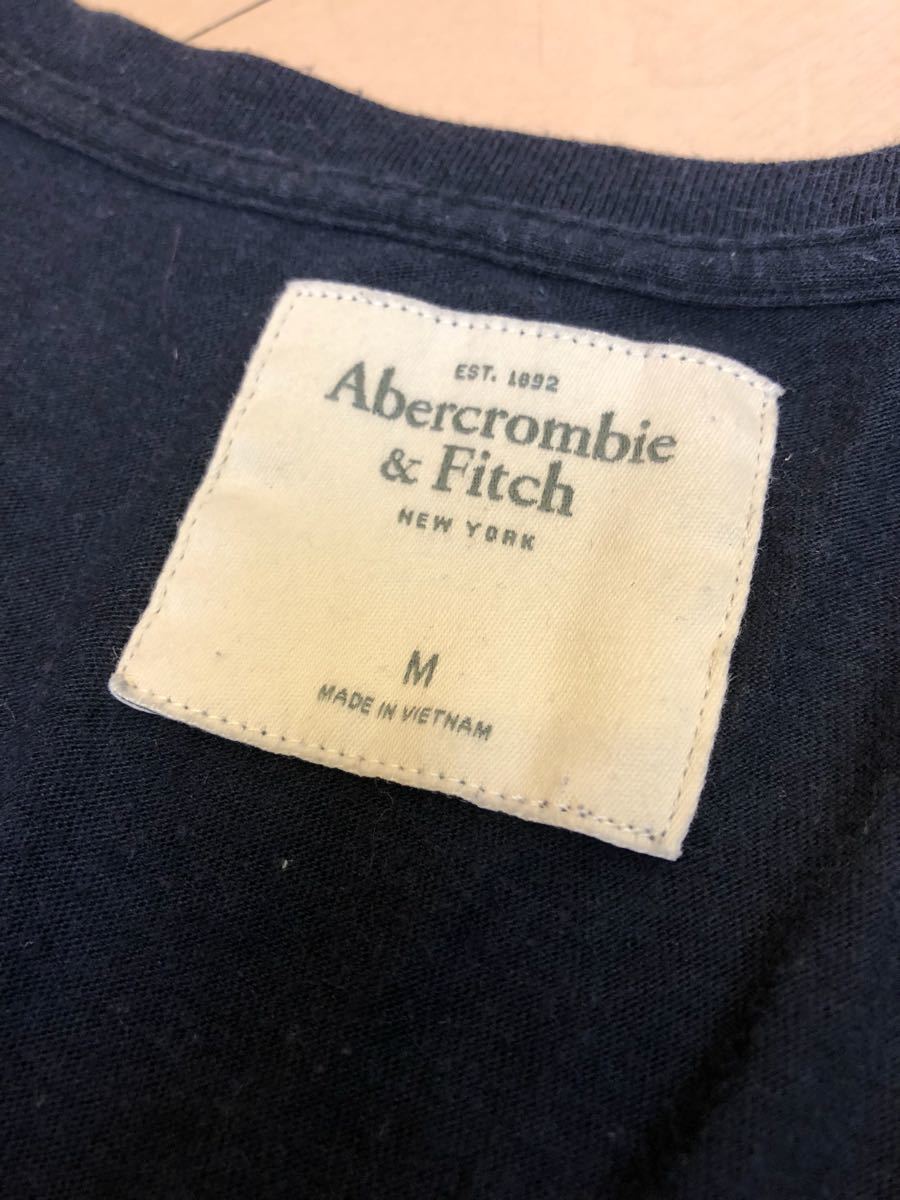 EST. 1892
Abercrombie
& Fitch
NEW YORK
M
MADE IN VIETNAM